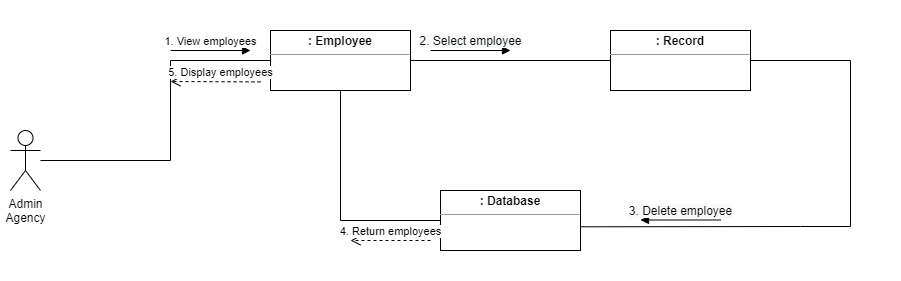 1. View employees
: Employee
2. Select employee
: Record
5. Display employees
Admin
Agency
: Database
3. Delete employee
4. Return employees